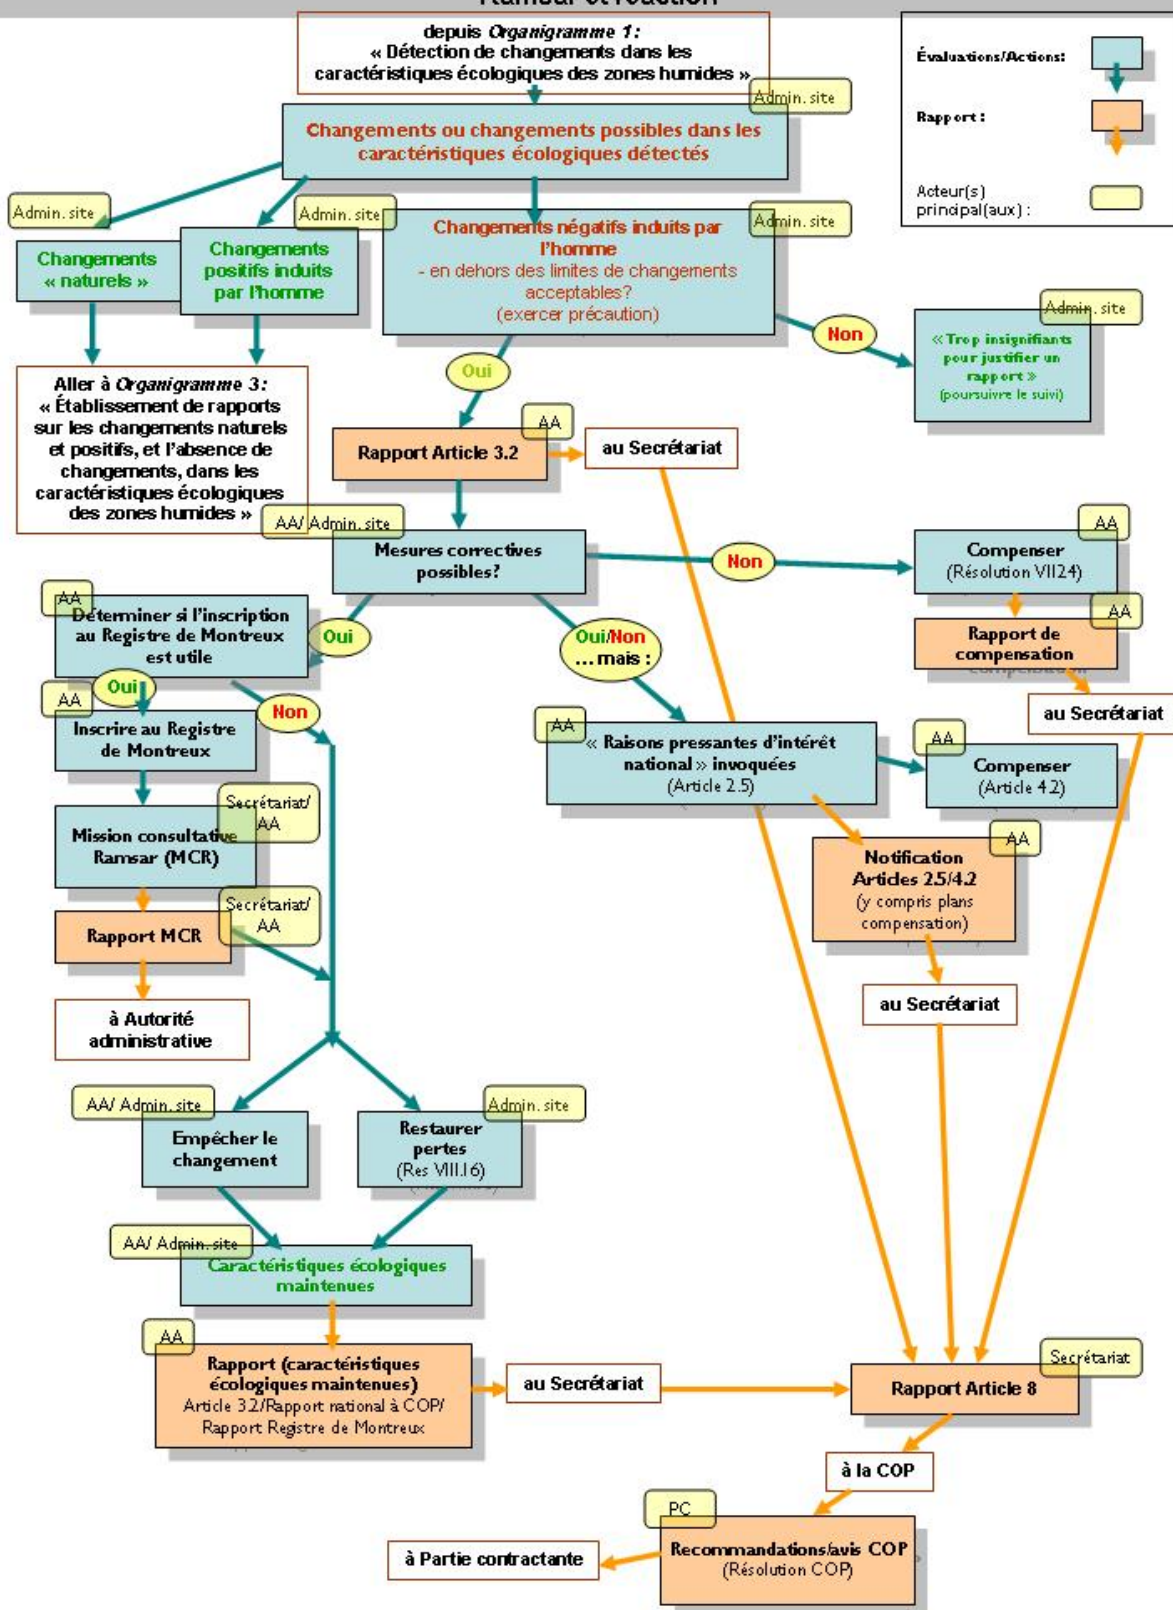 Ramsar et réaction
depuis Organigramme 1:
« Détection de changements dans les
caractéristiques écologiques des zones humides »
Admin. site
Changements ou changements possibles dans les
caractéristiques écologiques détectés
Évaluations/Actions:
Rapport :
Acteur(s)
principal(aux) :
Admin. site
Changements
« naturels »
Admin. site
Changements
positifs induits
par l'homme
Admin. site
Changements négatifs induits par
l'homme
- en dehors des limites de changements
acceptables?
(exercer précaution)
Non
Admin. site
« Trop insignifiants
pour justifier un
rapport »
(poursuivre le suivi)
Oui
Aller à Organigramme 3:
« Établissement de rapports
sur les changements naturels
et positifs, et l'absence de
changements, dans les
caractéristiques écologiques
des zones humides »
AA
Rapport Article 3.2
au Secrétariat
AA/ Admin. site
Mesures correctives
possibles?
Non
AA
Compenser
(Résolution VII24)
AA
Rapport de
compensation
au Secrétariat
AA
Déterminer si l'inscription
au Registre de Montreux
est utile
Oui
Oui/Non
... mais :
Oui
Non
AA
Inscrire au Registre
de Montreux
AA
« Raisons pressantes d'intérêt
national » invoquées
(Article 2.5)
AA
Compenser
(Article 4.2)
Secrétariat/
AA
Mission consultative
Ramsar (MCR)
AA
Notification
Articles 2.5/4.2
(y compris plans
compensation)
Secrétariat/
AA
Rapport MCR
au Secrétariat
à Autorité
administrative
AA/ Admin. site
Empêcher le
changement
Admin. site
Restaurer
pertes
(Res VIII.16)
AA/ Admin. site
Caractéristiques écologiques
maintenues
AA
Rapport (caractéristiques
écologiques maintenues)
Article 3.2/Rapport national à COP/
Rapport Registre de Montreux
au Secrétariat
Secrétariat
Rapport Article 8
à la COP
PC
Recommandations/avis COP
(Résolution COP)
à Partie contractante